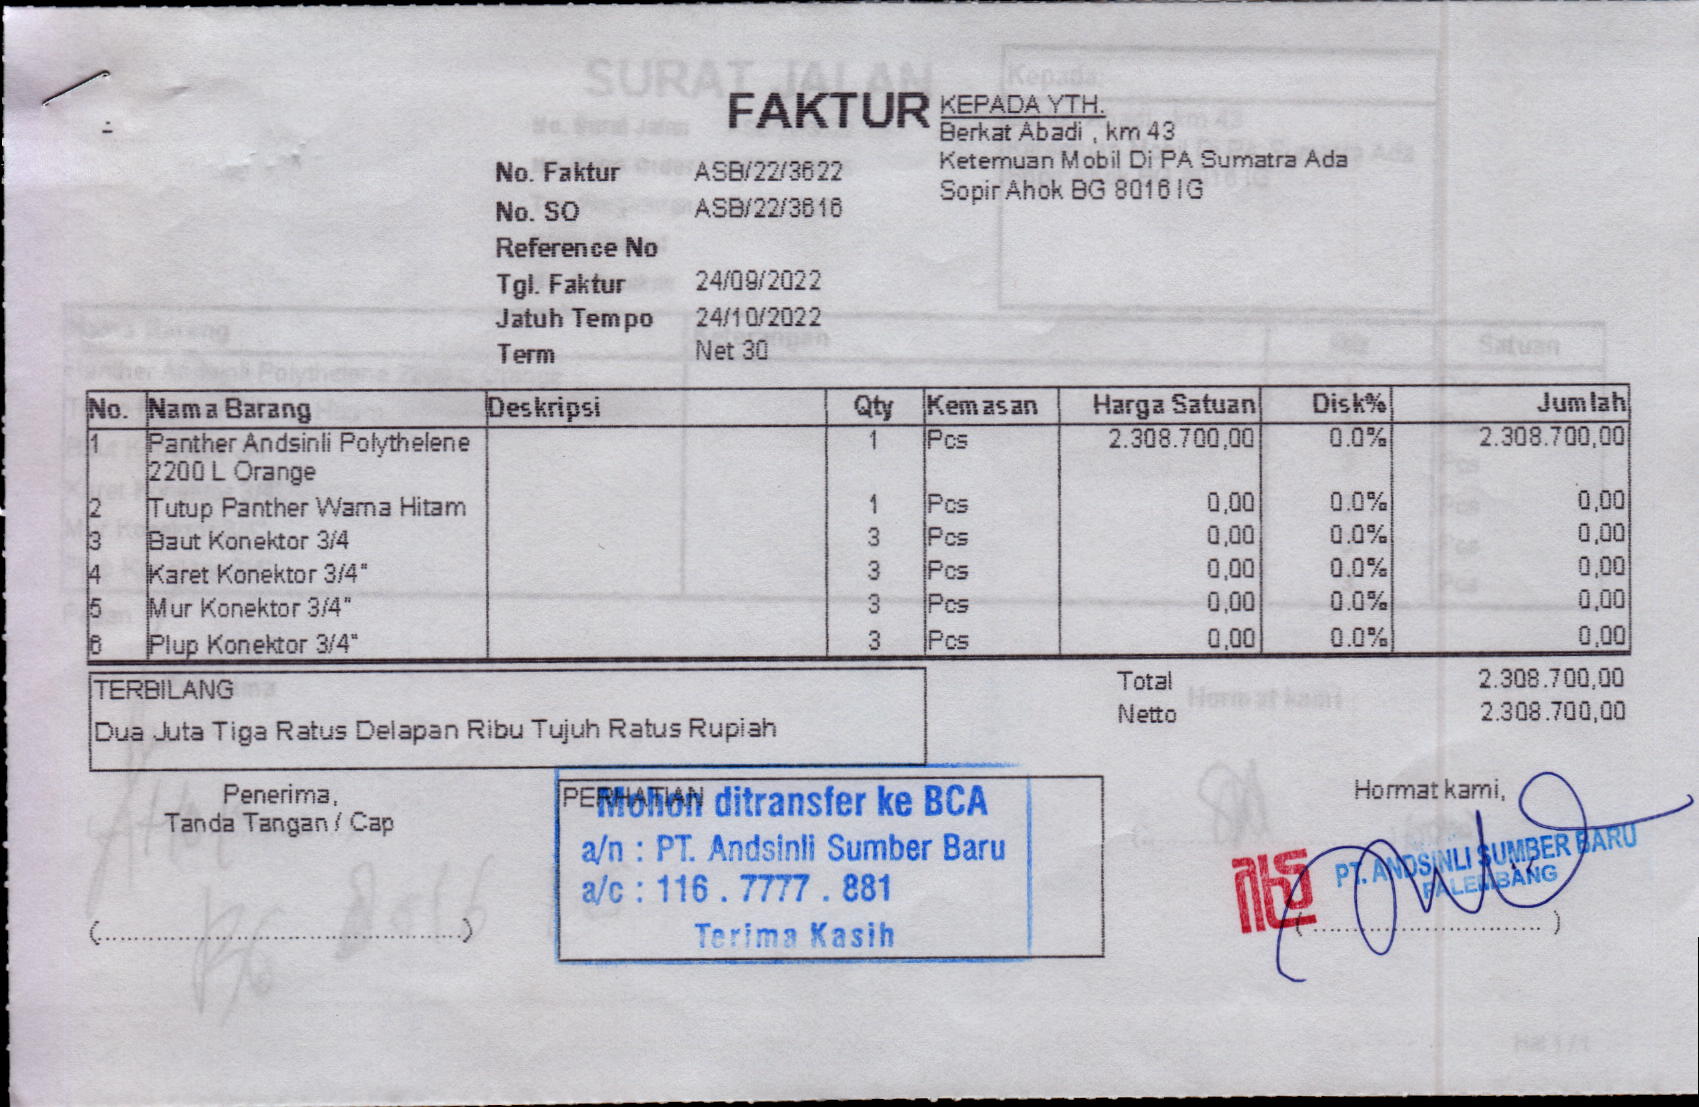 FAKTUR
KEPADA YTH.
Berkat Abadi , km 43
Ketemuan Mobil Di PA Sumatra Ada
Sopir Ahok BG 8016 IG
No. Faktur ASB/22/3622
No. SO ASB/22/3616
Reference No
Tgl. Faktur 24/09/2022
Jatuh Tempo 24/10/2022
Term Net 30
No. Nama Barang Deskripsi Qty Kemasan Harga Satuan Disk% Jumlah
1 Panther Andsinli Polythelene 1 Pcs 2.308.700,00 0.0% 2.308.700,00
2200 L Orange
2 Tutup Panther Warna Hitam 1 Pcs 0,00 0.0% 0,00
3 Baut Konektor 3/4 3 Pcs 0,00 0.0% 0,00
4 Karet Konektor 3/4" 3 Pcs 0,00 0.0% 0,00
5 Mur Konektor 3/4" 3 Pcs 0,00 0.0% 0,00
6 Plup Konektor 3/4" 3 Pcs 0,00 0.0% 0,00
TERBILANG
Dua Juta Tiga Ratus Delapan Ribu Tujuh Ratus Rupiah
Total 2.308.700,00
Netto 2.308.700,00
Penerima,
Tanda Tangan / Cap
(....................)
PERHATIAN
Mohon ditransfer ke BCA
a/n : PT. Andsinli Sumber Baru
a/c : 116 . 7777 . 881
Terima Kasih
Hormat kami,
PT. ANDSINLI SUMBER BARU
PALEMBANG
(....................)
SURAT JALAN
Kepada
Satuan
Hormat kami